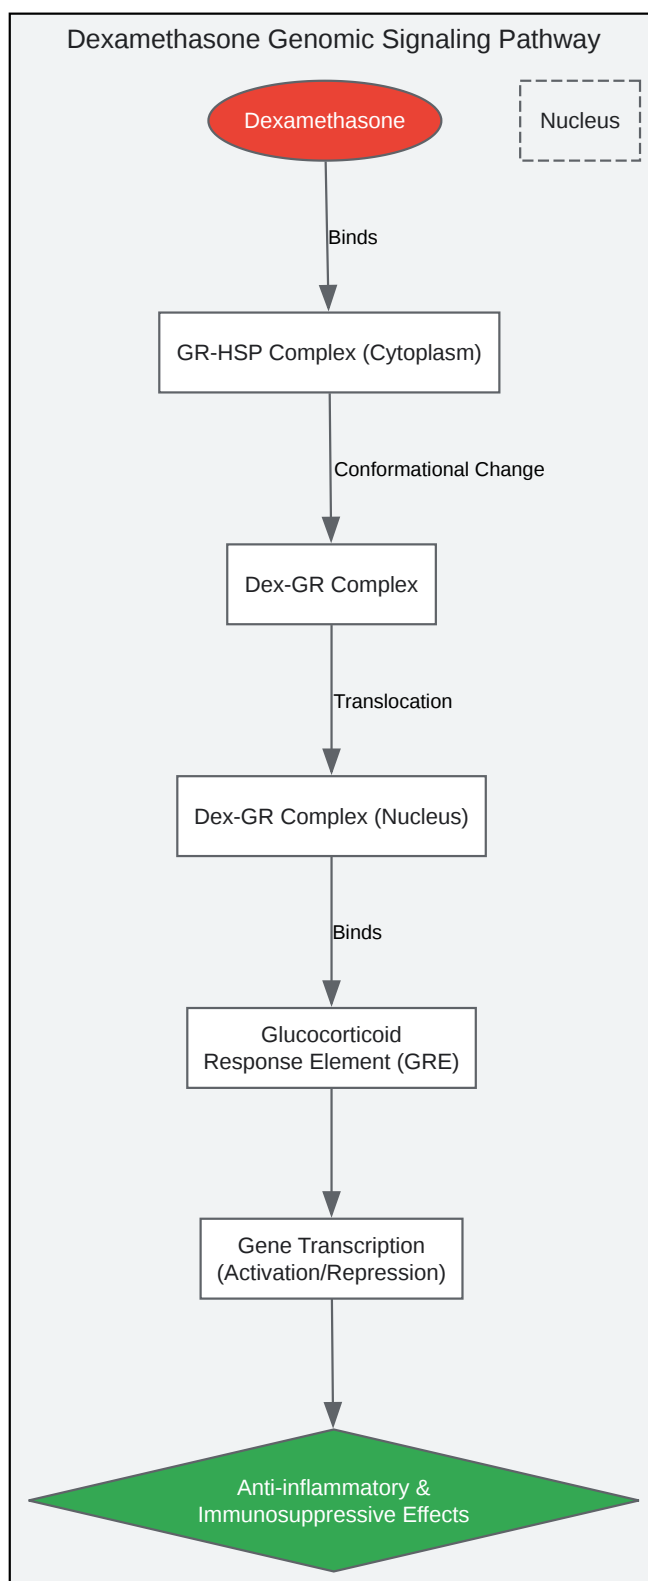 Dexamethasone Genomic Signaling Pathway
Dexamethasone
Nucleus
Binds
GR-HSP Complex (Cytoplasm)
Conformational Change
Dex-GR Complex
Translocation
Dex-GR Complex (Nucleus)
Binds
Glucocorticoid
Response Element (GRE)
Gene Transcription
(Activation/Repression)
Anti-inflammatory &
Immunosuppressive Effects